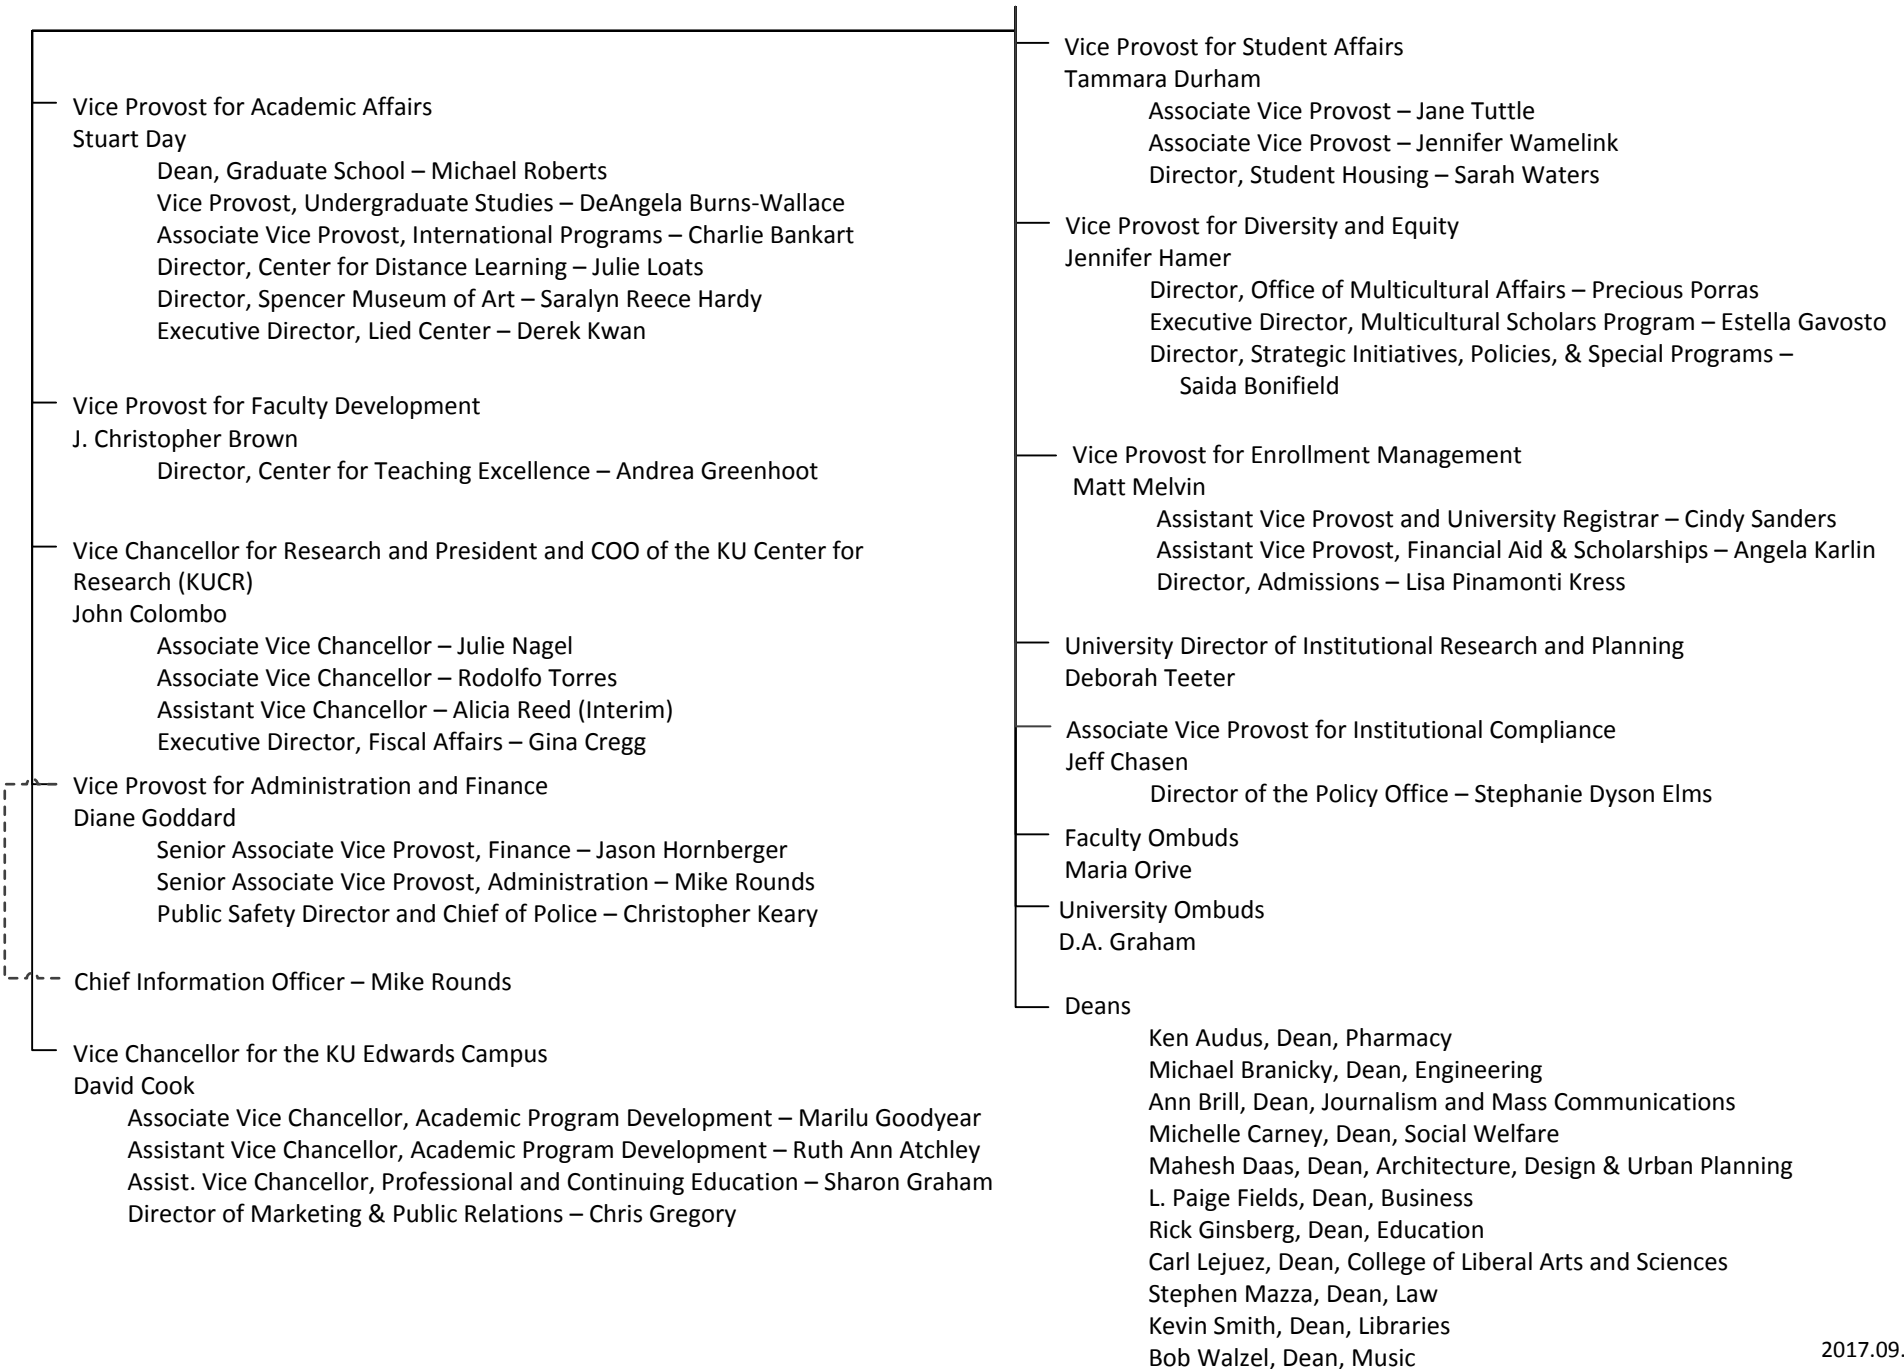 Vice Provost for Academic Affairs
Stuart Day
Dean, Graduate School – Michael Roberts
Vice Provost, Undergraduate Studies – DeAngela Burns-Wallace
Associate Vice Provost, International Programs – Charlie Bankart
Director, Center for Distance Learning – Julie Loats
Director, Spencer Museum of Art – Saralyn Reece Hardy
Executive Director, Lied Center – Derek Kwan
Vice Provost for Faculty Development
J. Christopher Brown
Director, Center for Teaching Excellence – Andrea Greenhoot
Vice Chancellor for Research and President and COO of the KU Center for
Research (KUCR)
John Colombo
Associate Vice Chancellor – Julie Nagel
Associate Vice Chancellor – Rodolfo Torres
Assistant Vice Chancellor – Alicia Reed (Interim)
Executive Director, Fiscal Affairs – Gina Cregg
Vice Provost for Administration and Finance
Diane Goddard
Senior Associate Vice Provost, Finance – Jason Hornberger
Senior Associate Vice Provost, Administration – Mike Rounds
Public Safety Director and Chief of Police – Christopher Keary
Chief Information Officer – Mike Rounds
Vice Chancellor for the KU Edwards Campus
David Cook
Associate Vice Chancellor, Academic Program Development – Marilu Goodyear
Assistant Vice Chancellor, Academic Program Development – Ruth Ann Atchley
Assist. Vice Chancellor, Professional and Continuing Education – Sharon Graham
Director of Marketing & Public Relations – Chris Gregory
Vice Provost for Student Affairs
Tammara Durham
Associate Vice Provost – Jane Tuttle
Associate Vice Provost – Jennifer Wamelink
Director, Student Housing – Sarah Waters
Vice Provost for Diversity and Equity
Jennifer Hamer
Director, Office of Multicultural Affairs – Precious Porras
Executive Director, Multicultural Scholars Program – Estella Gavosto
Director, Strategic Initiatives, Policies, & Special Programs –
Saida Bonifield
Vice Provost for Enrollment Management
Matt Melvin
Assistant Vice Provost and University Registrar – Cindy Sanders
Assistant Vice Provost, Financial Aid & Scholarships – Angela Karlin
Director, Admissions – Lisa Pinamonti Kress
University Director of Institutional Research and Planning
Deborah Teeter
Associate Vice Provost for Institutional Compliance
Jeff Chasen
Director of the Policy Office – Stephanie Dyson Elms
Faculty Ombuds
Maria Orive
University Ombuds
D.A. Graham
Deans
Ken Audus, Dean, Pharmacy
Michael Branicky, Dean, Engineering
Ann Brill, Dean, Journalism and Mass Communications
Michelle Carney, Dean, Social Welfare
Mahesh Daas, Dean, Architecture, Design & Urban Planning
L. Paige Fields, Dean, Business
Rick Ginsberg, Dean, Education
Carl Lejuez, Dean, College of Liberal Arts and Sciences
Stephen Mazza, Dean, Law
Kevin Smith, Dean, Libraries
Bob Walzel, Dean, Music
2017.09.